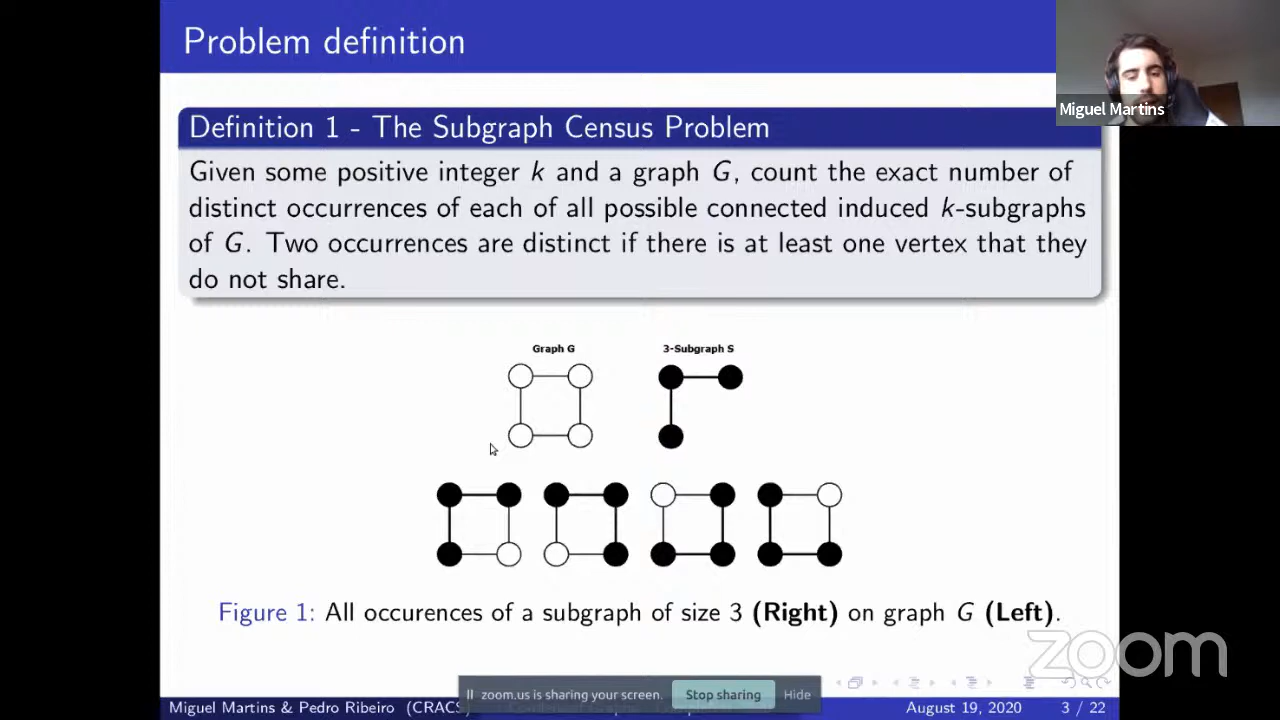 Problem definition
Miguel Martins
Definition 1 - The Subgraph Census Problem
Given some positive integer k and a graph G, count the exact number of
distinct occurrences of each of all possible connected induced k-subgraphs
of G. Two occurrences are distinct if there is at least one vertex that they
do not share.
Graph G
3-Subgraph S
Figure 1: All occurences of a subgraph of size 3 (Right) on graph G (Left).
zoom
zoom.us is sharing your screen.
Stop sharing
Hide
Miguel Martins & Pedro Ribeiro (CRACS
August 19, 2020
3 / 22